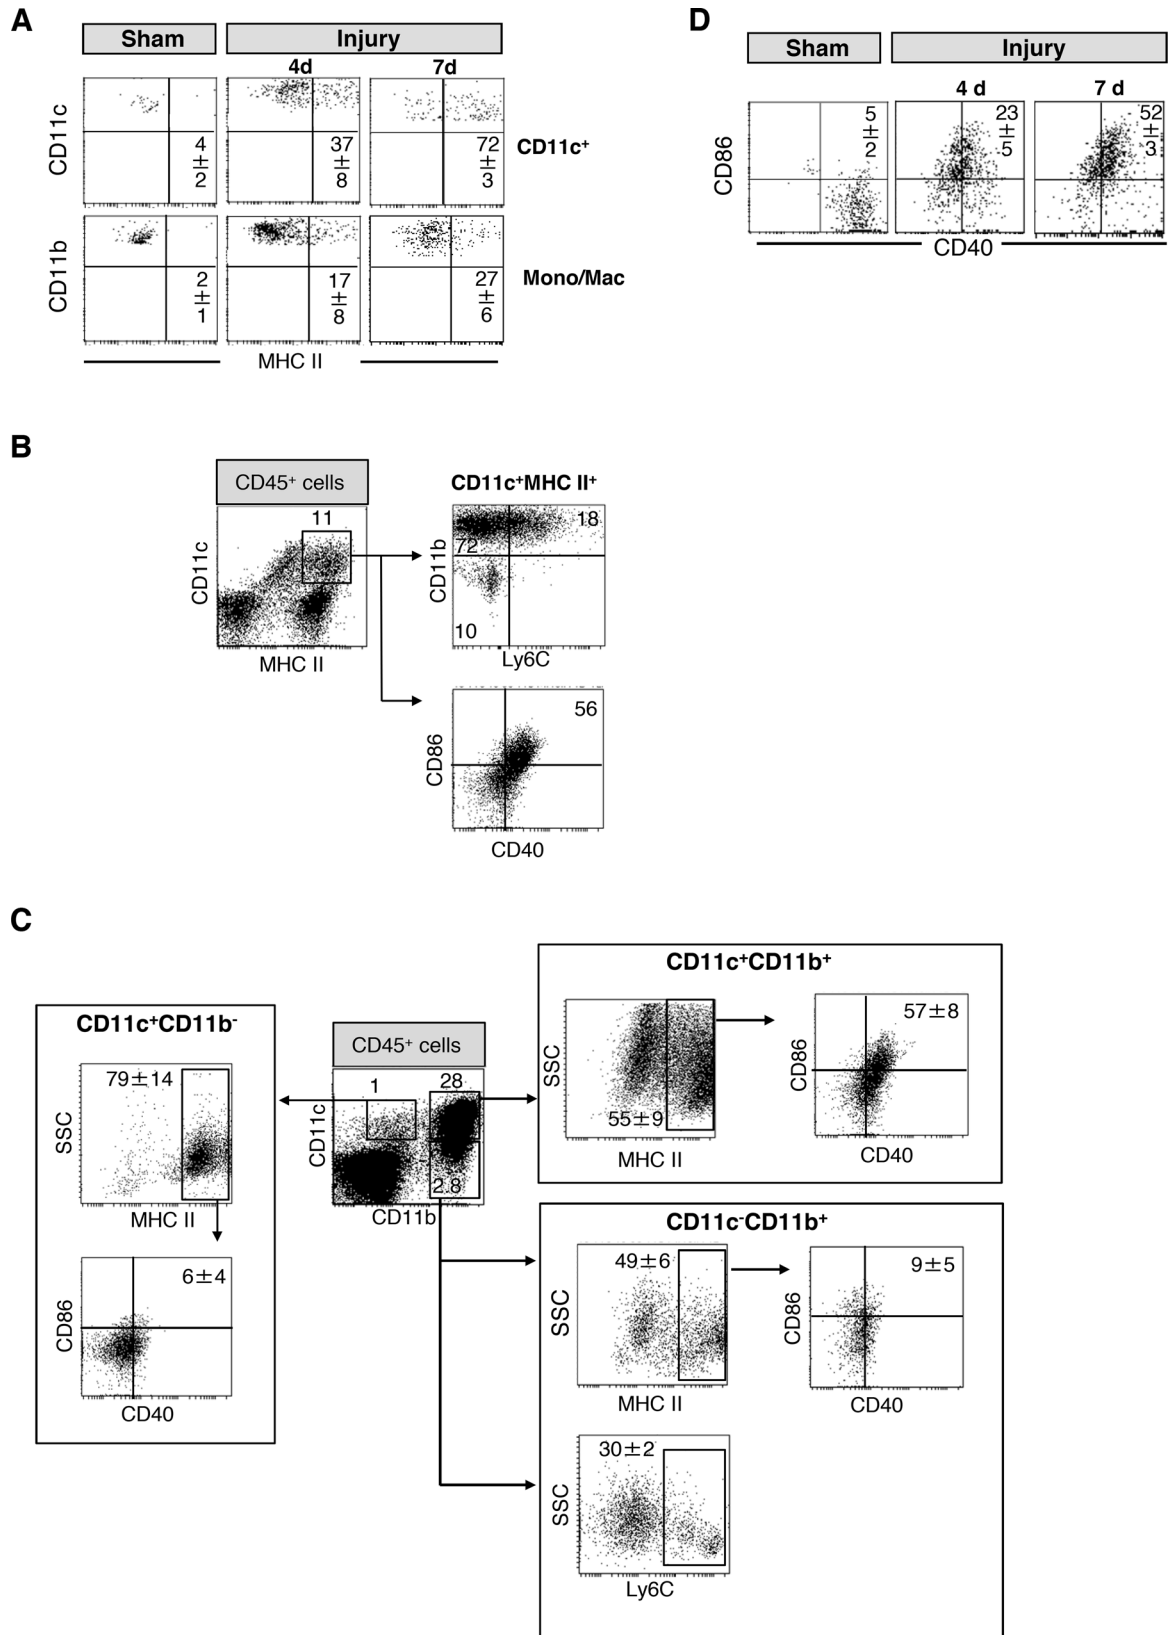 A
Sham
Injury
4d
7d
CD11c
4
±
2
37
±
8
72
±
3
CD11c⁺
CD11b
2
±
1
17
±
8
27
±
6
Mono/Mac
MHC II
D
Sham
Injury
4 d
7 d
CD86
5
±
2
23
±
5
52
±
3
CD40
B
CD45⁺ cells
11
CD11c
MHC II
CD11c⁺MHC II⁺
18
72
10
CD11b
Ly6C
56
CD86
CD40
C
CD11c⁺CD11b⁻
79±14
SSC
MHC II
6±4
CD86
CD40
CD45⁺ cells
1
28
2.8
CD11c
CD11b
CD11c⁺CD11b⁺
SSC
55±9
MHC II
57±8
CD86
CD40
CD11c⁻CD11b⁺
49±6
SSC
MHC II
9±5
CD86
CD40
30±2
SSC
Ly6C